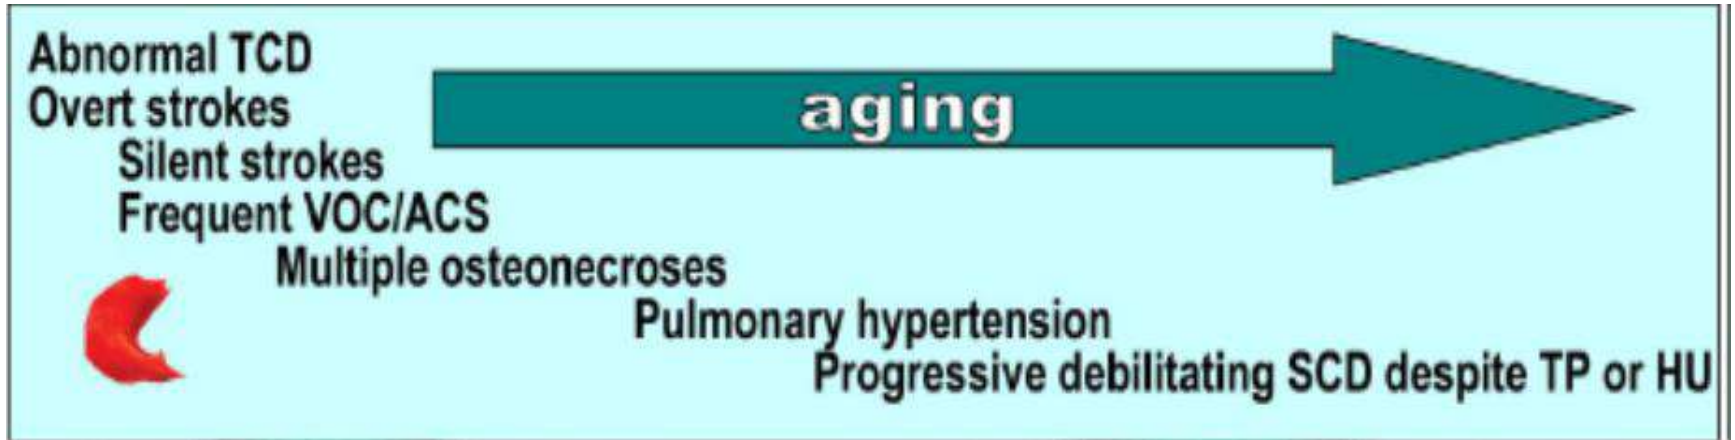 Abnormal TCD
Overt strokes
aging
Silent strokes
Frequent VOC/ACS
Multiple osteonecroses
Pulmonary hypertension
Progressive debilitating SCD despite TP or HU